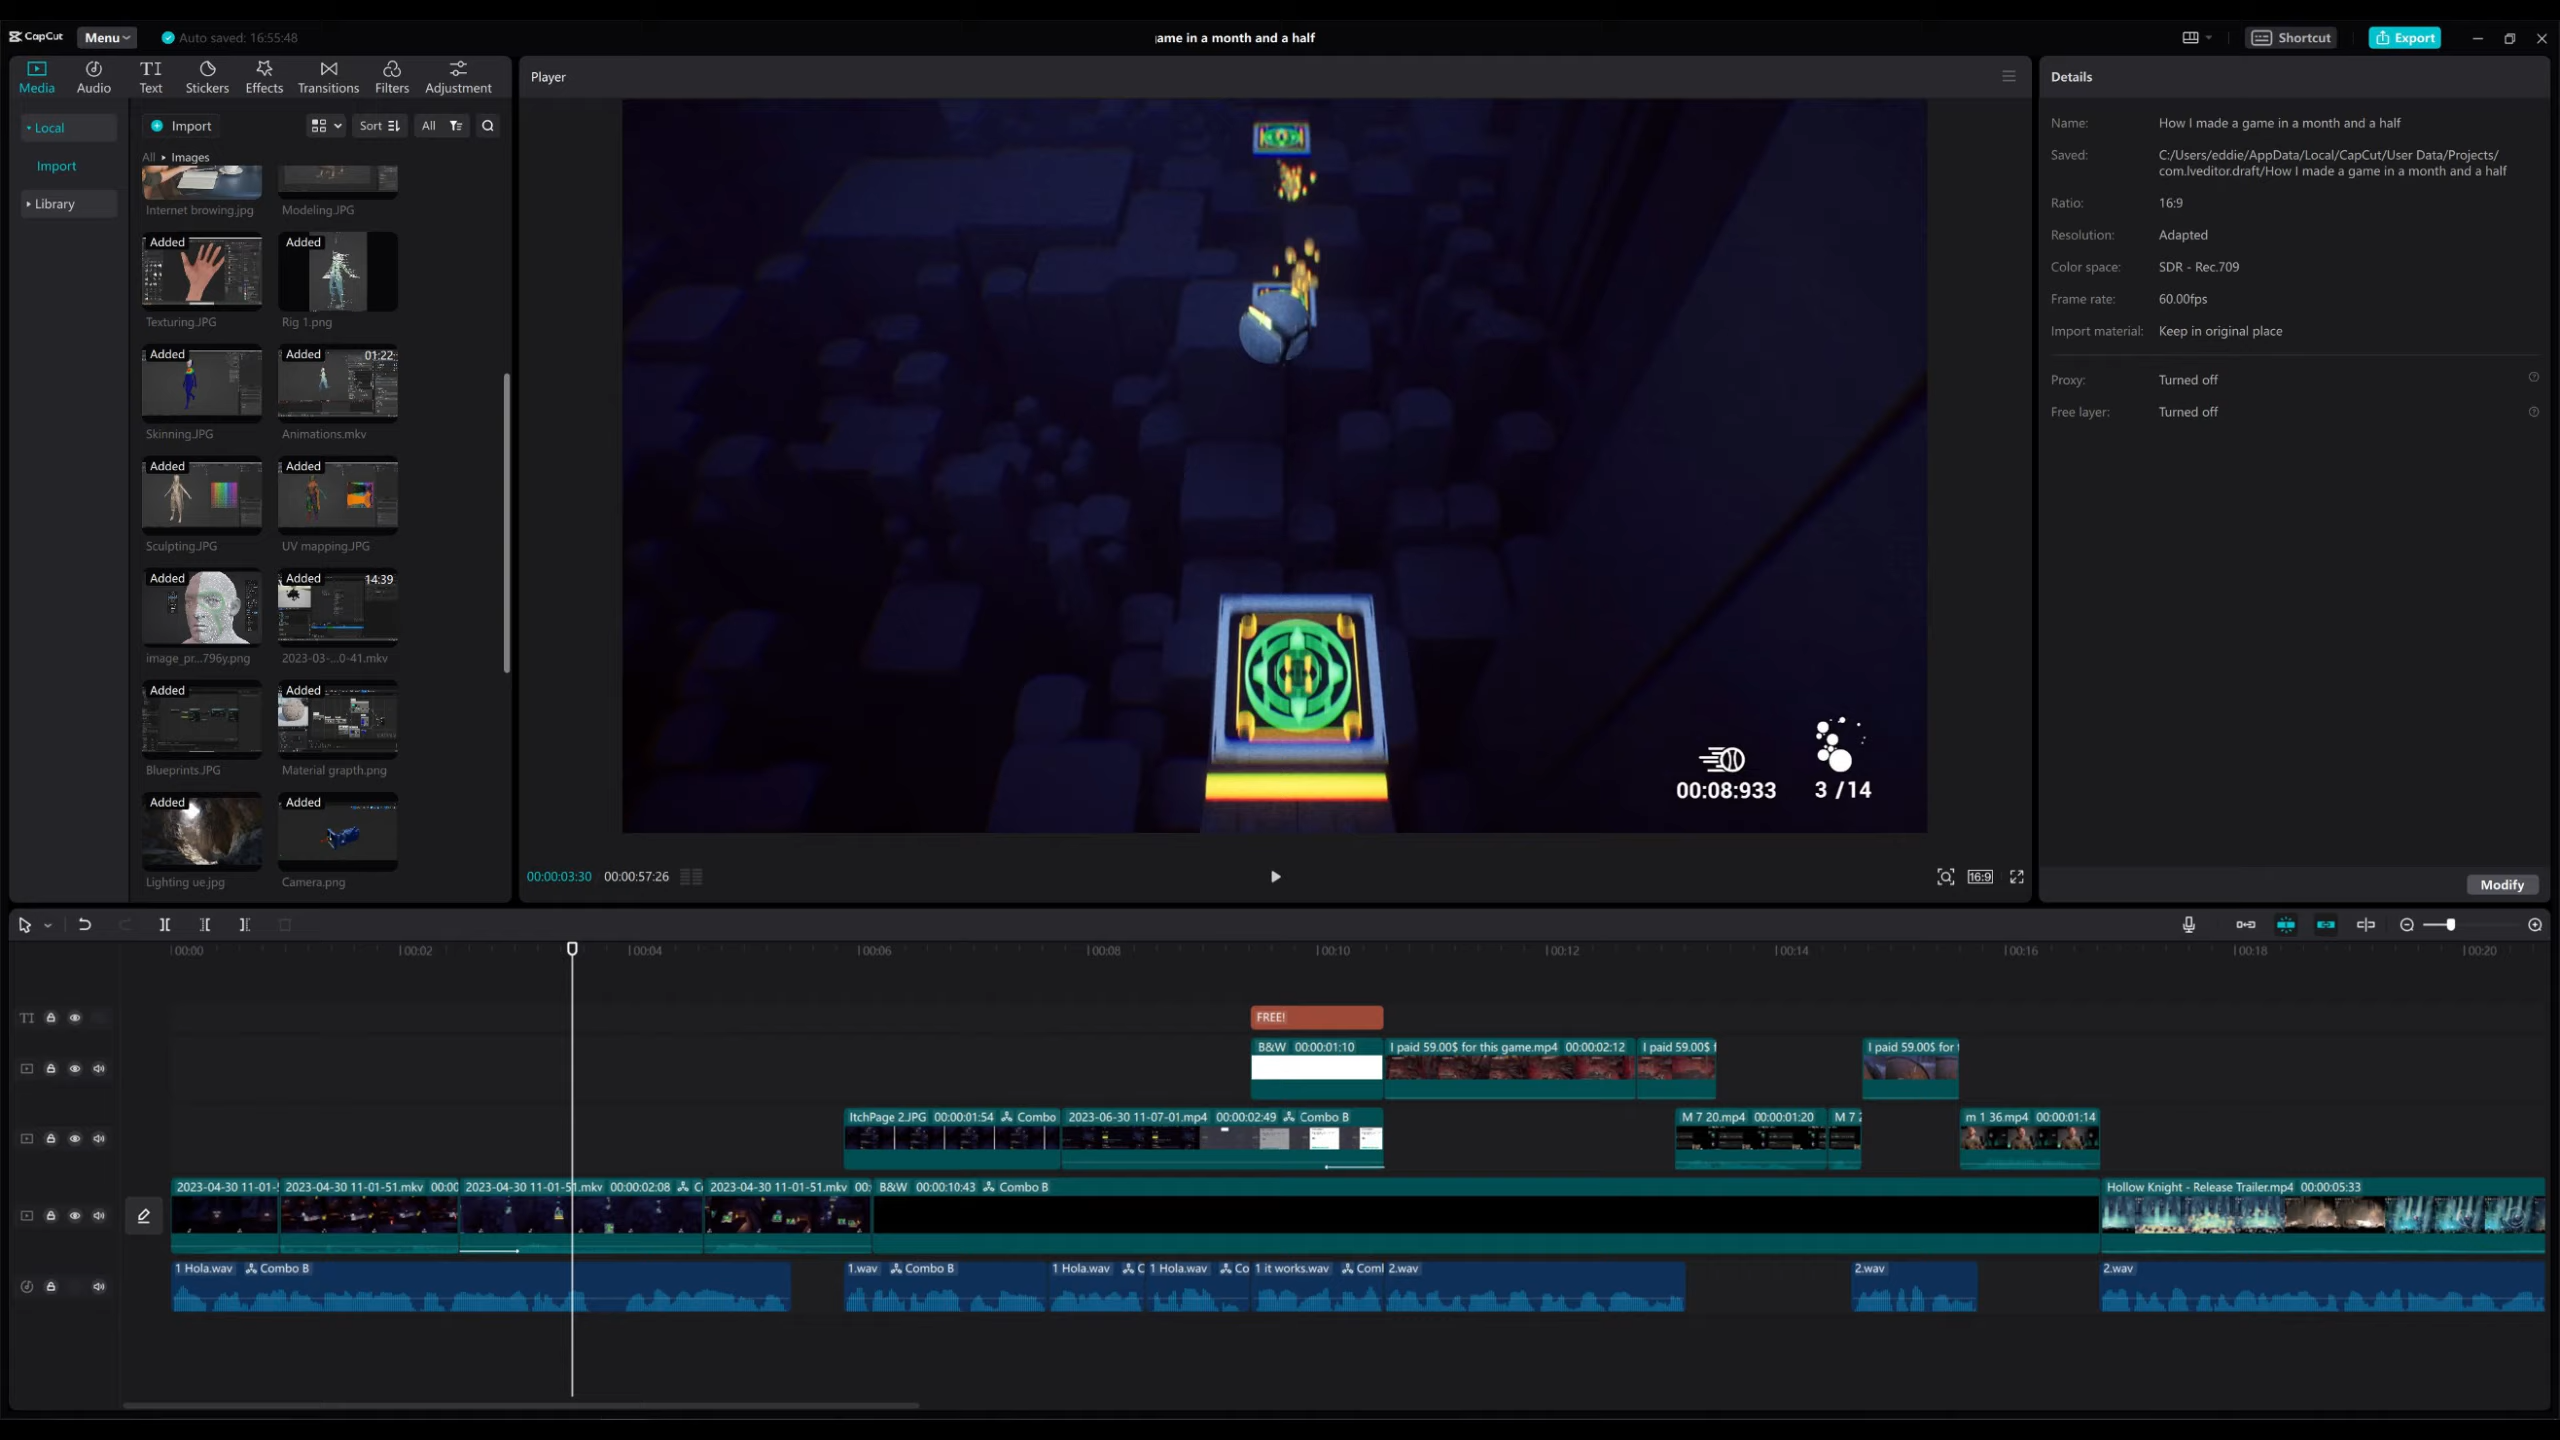 CapCut Menu Auto saved: 16:55:48 game in a month and a half Shortcut Export
Media Audio Text Stickers Effects Transitions Filters Adjustment
Local
Import
Library
Import Sort All
All Images
Internet browing.jpg Modeling.JPG
Added Added
Texturing.JPG Rig 1.png
Added Added 01:22
Skinning.JPG Animations.mkv
Added Added
Sculpting.JPG UV mapping.JPG
Added Added 14:39
image_pr...796y.png 2023-03-...0-41.mkv
Added Added
Blueprints.JPG Material grapth.png
Added Added
Lighting ue.jpg Camera.png
Player
00:08:933 3 /14
00:00:03:30 00:00:57:26 16:9
Details
Name: How I made a game in a month and a half
Saved: C:/Users/eddie/AppData/Local/CapCut/User Data/Projects/
com.lveditor.draft/How I made a game in a month and a half
Ratio: 16:9
Resolution: Adapted
Color space: SDR - Rec.709
Frame rate: 60.00fps
Import material: Keep in original place
Proxy: Turned off
Free layer: Turned off
Modify
00:00 00:02 00:04 00:06 00:08 00:10 00:12 00:14 00:16 00:18 00:20
TI FREE!
B&W 00:00:01:10 I paid 59.00$ for this game.mp4 00:00:02:12 I paid 59.00$ f I paid 59.00$ for
ItchPage 2.JPG 00:00:01:54 Combo 2023-06-30 11-07-01.mp4 00:00:02:49 Combo B M 7 20.mp4 00:00:01:20 M 7 2 m 1 36.mp4 00:00:01:14
2023-04-30 11-01- 2023-04-30 11-01-51.mkv 00:00 2023-04-30 11-01-51.mkv 00:00:02:08 2023-04-30 11-01-51.mkv 00: B&W 00:00:10:43 Combo B Hollow Knight - Release Trailer.mp4 00:00:05:33
1 Hola.wav Combo B 1.wav Combo B 1 Hola.wav C 1 Hola.wav Co 1 it works.wav Coml 2.wav 2.wav 2.wav